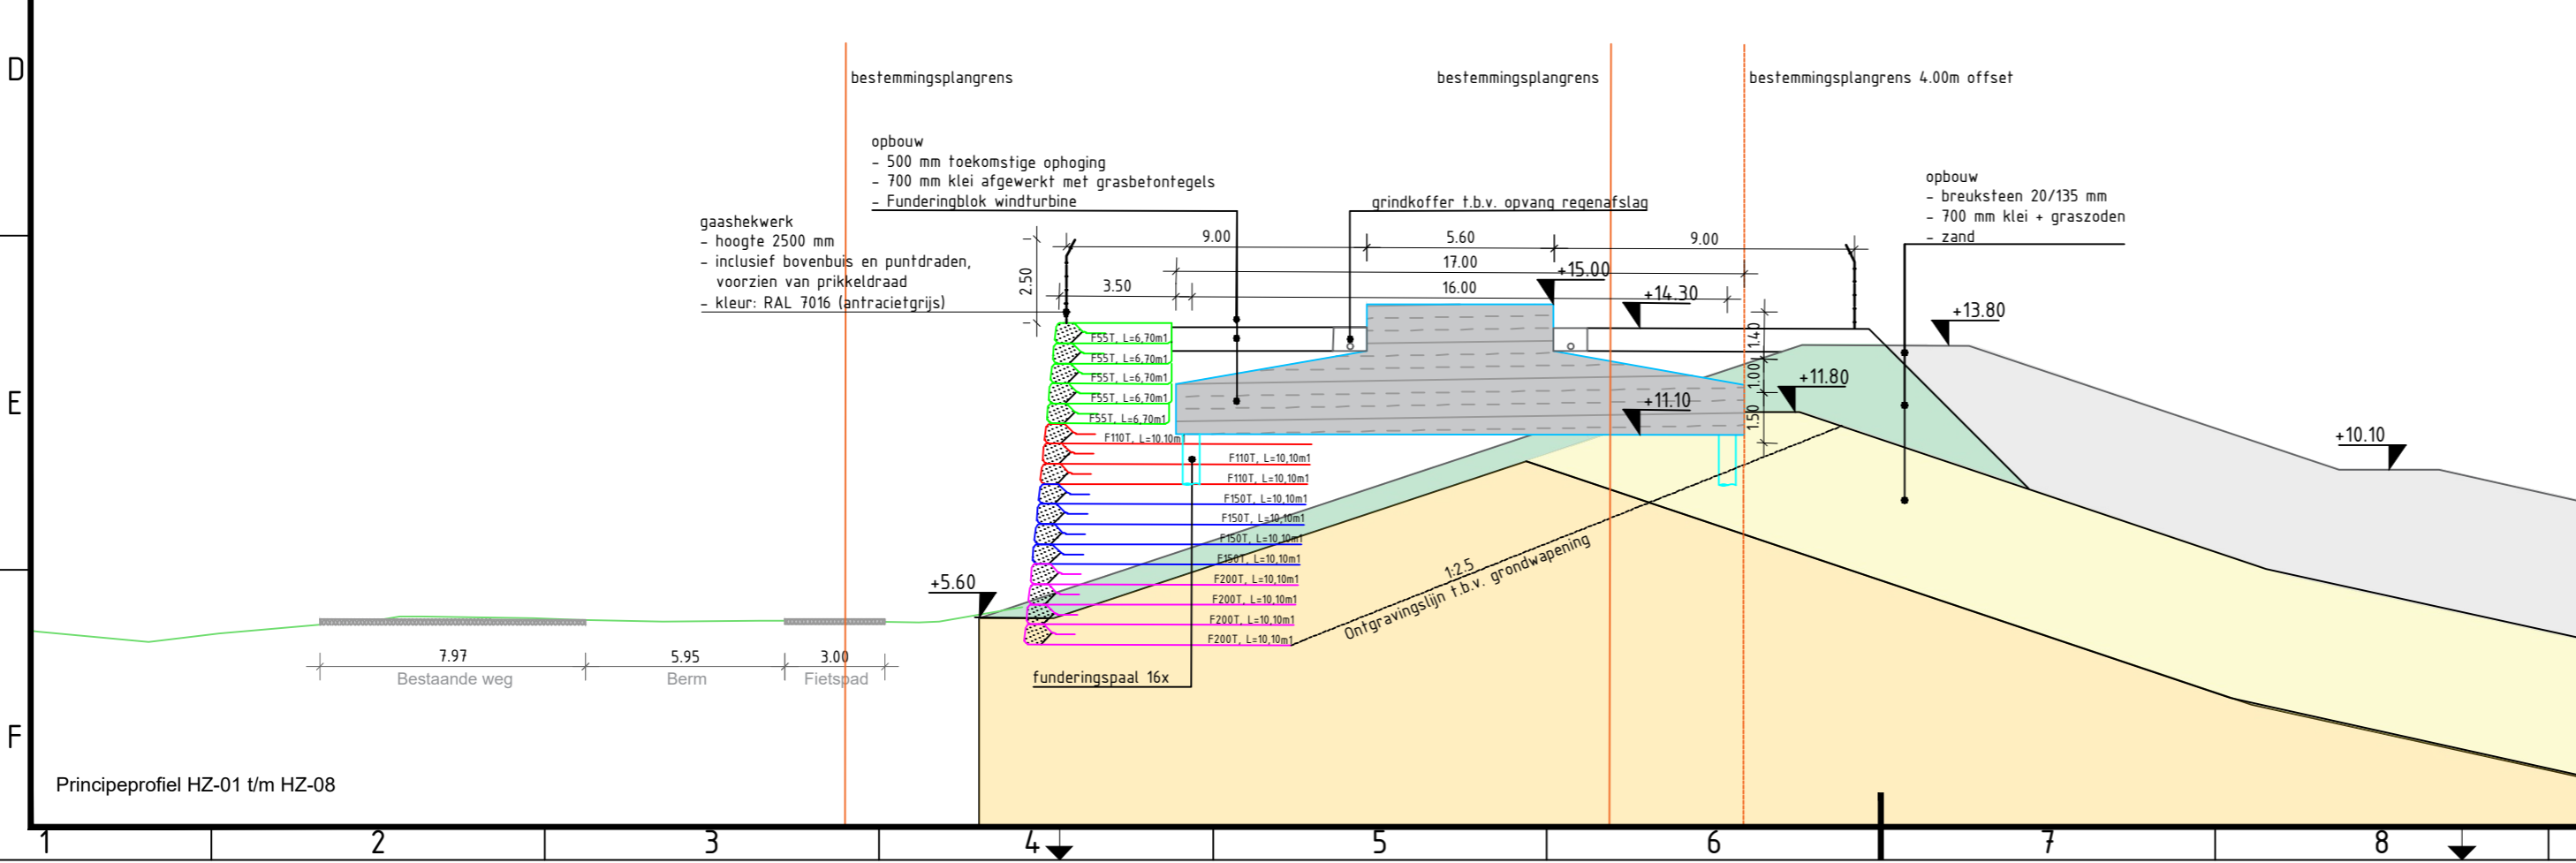 D
bestemmingsplangrens
bestemmingsplangrens
bestemmingsplangrens 4.00m offset
opbouw
- 500 mm toekomstige ophoging
- 700 mm klei afgewerkt met grasbetontegels
- Funderingblok windturbine
grindkoffer t.b.v. opvang regenafslag
opbouw
- breuksteen 20/135 mm
- 700 mm klei + graszoden
- zand
gaashekwerk
- hoogte 2500 mm
- inclusief bovenbuis en puntdraden,
voorzien van prikkeldraad
- kleur: RAL 7016 (antracietgrijs)
2.50
9.00
5.60
9.00
17.00
3.50
16.00
+15.00
+14.30
+13.80
1.40
1.00
1.50
+11.80
+11.10
+10.10
E
F55T, L=6,70m1
F55T, L=6,70m1
F55T, L=6,70m1
F55T, L=6,70m1
F55T, L=6,70m1
F110T, L=10,10m
F110T, L=10,10m1
F110T, L=10,10m1
F150T, L=10,10m1
F150T, L=10,10m1
F150T, L=10,10m1
F150T, L=10,10m1
F200T, L=10,10m1
F200T, L=10,10m1
F200T, L=10,10m1
F200T, L=10,10m1
+5.60
1:2.5
Ontgravingslijn t.b.v. grondwapening
7.97
5.95
3.00
Bestaande weg
Berm
Fietspad
funderingspaal 16x
F
Principeprofiel HZ-01 t/m HZ-08
1
2
3
4
5
6
7
8